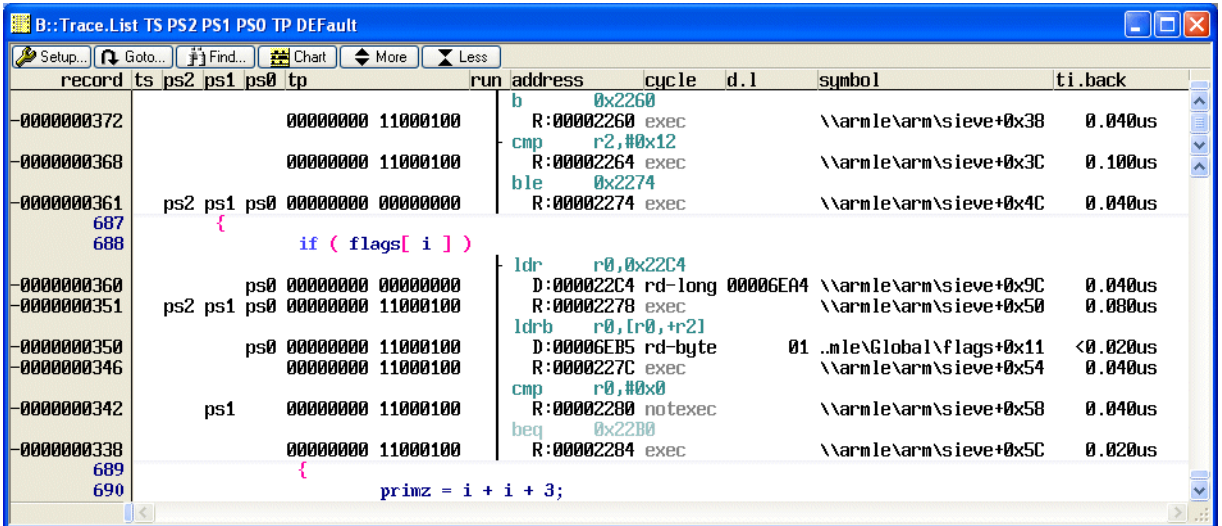 B::Trace.List TS PS2 PS1 PS0 TP DEFault
Setup... Goto... Find... Chart More Less
record ts ps2 ps1 ps0 tp run address cycle d.l symbol ti.back
b 0x2260
-0000000372 00000000 11000100 R:00002260 exec \\armle\arm\sieve+0x38 0.040us
cmp r2,#0x12
-0000000368 00000000 11000100 R:00002264 exec \\armle\arm\sieve+0x3C 0.100us
ble 0x2274
-0000000361 ps2 ps1 ps0 00000000 00000000 R:00002274 exec \\armle\arm\sieve+0x4C 0.040us
687 {
688 if ( flags[ i ] )
ldr r0,0x22C4
-0000000360 ps0 00000000 00000000 D:000022C4 rd-long 00006EA4 \\armle\arm\sieve+0x9C 0.040us
-0000000351 ps2 ps1 ps0 00000000 11000100 R:00002278 exec \\armle\arm\sieve+0x50 0.080us
ldrb r0,[r0,+r2]
-0000000350 ps0 00000000 11000100 D:00006EB5 rd-byte 01 ..mle\Global\flags+0x11 <0.020us
-0000000346 00000000 11000100 R:0000227C exec \\armle\arm\sieve+0x54 0.040us
cmp r0,#0x0
-0000000342 ps1 00000000 11000100 R:00002280 notexec \\armle\arm\sieve+0x58 0.040us
beq 0x22B0
-0000000338 00000000 11000100 R:00002284 exec \\armle\arm\sieve+0x5C 0.020us
689 {
690 primz = i + i + 3;